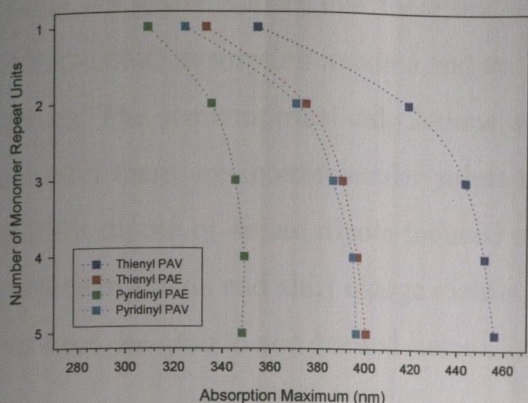 Number of Monomer Repeat Units
1
2
3
4
5
Thienyl PAV
Thienyl PAE
Pyridinyl PAE
Pyridinyl PAV
280 300 320 340 360 380 400 420 440 460
Absorption Maximum (nm)